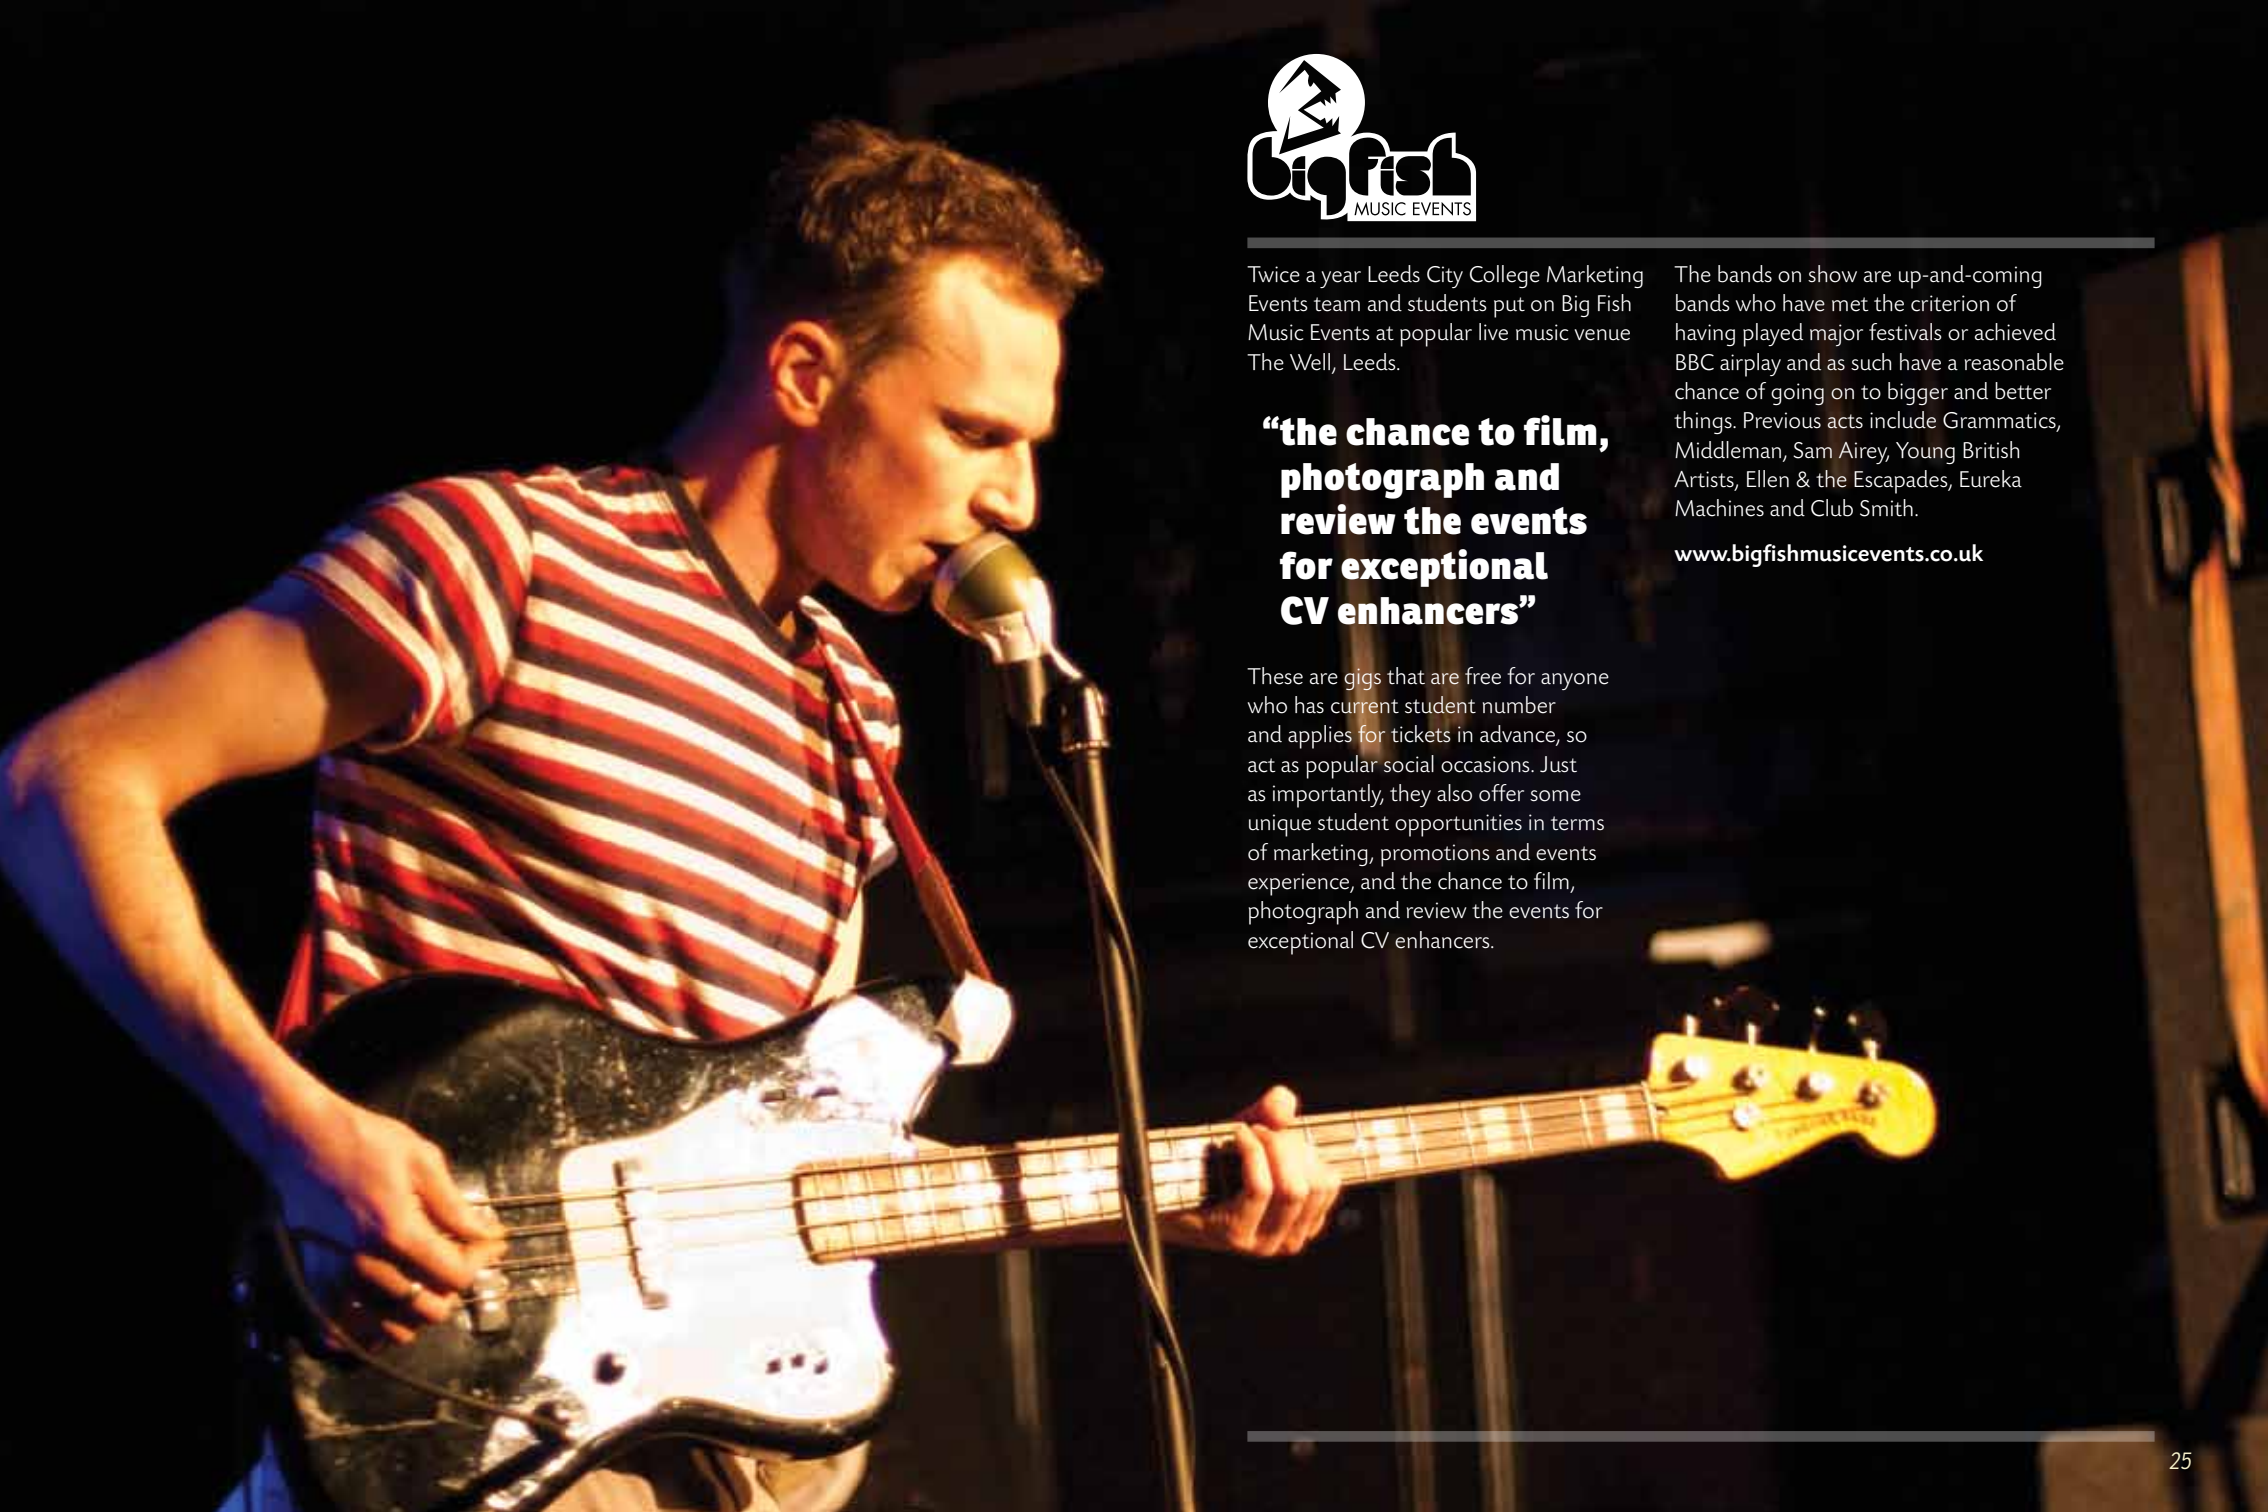 bigfish
MUSIC EVENTS
Twice a year Leeds City College Marketing
Events team and students put on Big Fish
Music Events at popular live music venue
The Well, Leeds.
“the chance to film,
photograph and
review the events
for exceptional
CV enhancers”
These are gigs that are free for anyone
who has current student number
and applies for tickets in advance, so
act as popular social occasions. Just
as importantly, they also offer some
unique student opportunities in terms
of marketing, promotions and events
experience, and the chance to film,
photograph and review the events for
exceptional CV enhancers.
The bands on show are up-and-coming
bands who have met the criterion of
having played major festivals or achieved
BBC airplay and as such have a reasonable
chance of going on to bigger and better
things. Previous acts include Grammatics,
Middleman, Sam Airey, Young British
Artists, Ellen & the Escapades, Eureka
Machines and Club Smith.
www.bigfishmusicevents.co.uk
25